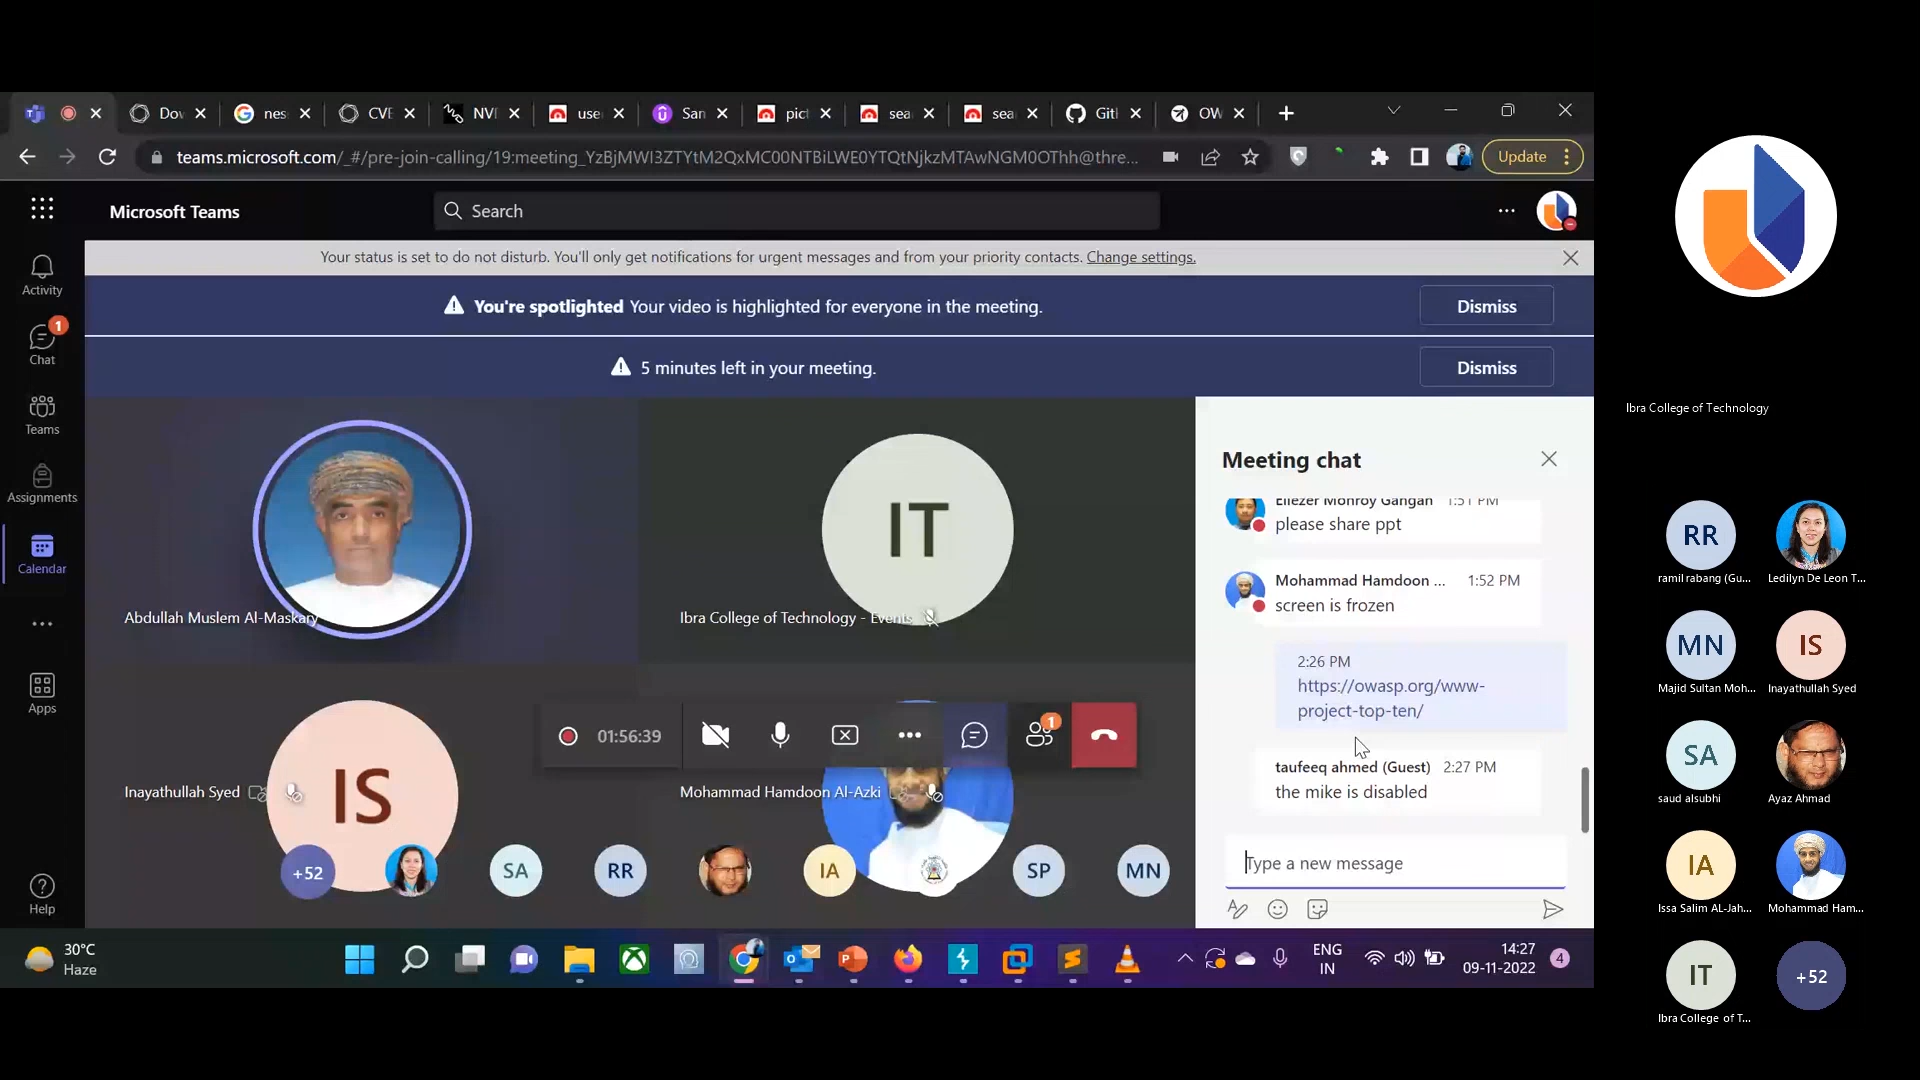 Dov
nes
CVE
NVI
use
San
pict
sea
sea
Gitl
OW
teams.microsoft.com/_#/pre-join-calling/19:meeting_YzBjMWI3ZTYtM2QxMC00NTBiLWE0YTQtNjkzMTAwNGM0OThh@thre...
Update
Microsoft Teams
Search
Your status is set to do not disturb. You'll only get notifications for urgent messages and from your priority contacts. Change settings.
You're spotlighted Your video is highlighted for everyone in the meeting.
Dismiss
5 minutes left in your meeting.
Dismiss
Activity
1
Chat
Teams
Assignments
Calendar
Apps
Help
Abdullah Muslem Al-Maskary
IT
Ibra College of Technology - Events
Inayathullah Syed
IS
Mohammad Hamdoon Al-Azki
01:56:39
1
+52
SA
RR
IA
SP
MN
Meeting chat
Eliezer Monroy Gangan 1:51 PM
please share ppt
Mohammad Hamdoon ... 1:52 PM
screen is frozen
2:26 PM
https://owasp.org/www-
project-top-ten/
taufeeq ahmed (Guest) 2:27 PM
the mike is disabled
Type a new message
30°C
Haze
ENG
IN
14:27
09-11-2022
4
Ibra College of Technology
RR
ramil rabang (Gu...
Ledilyn De Leon T...
MN
Majid Sultan Moh...
IS
Inayathullah Syed
SA
saud alsubhi
Ayaz Ahmad
IA
Issa Salim AL-Jah...
Mohammad Ham...
IT
Ibra College of T...
+52